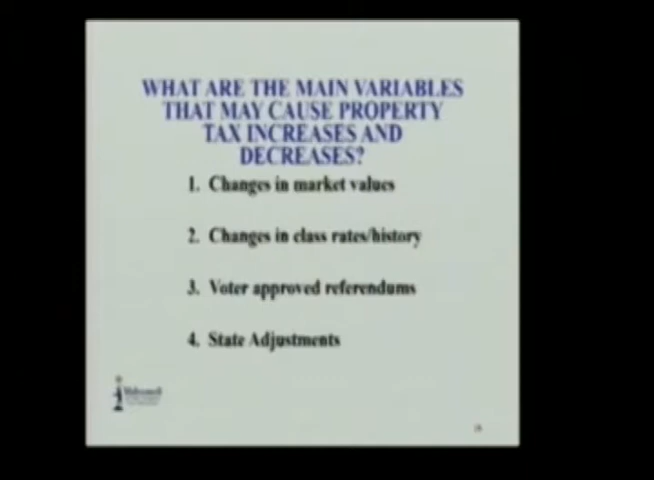 WHAT ARE THE MAIN VARIABLES
THAT MAY CAUSE PROPERTY
TAX INCREASES AND
DECREASES?
1. Changes in market values
2. Changes in class rates/history
3. Voter approved referendums
4. State Adjustments